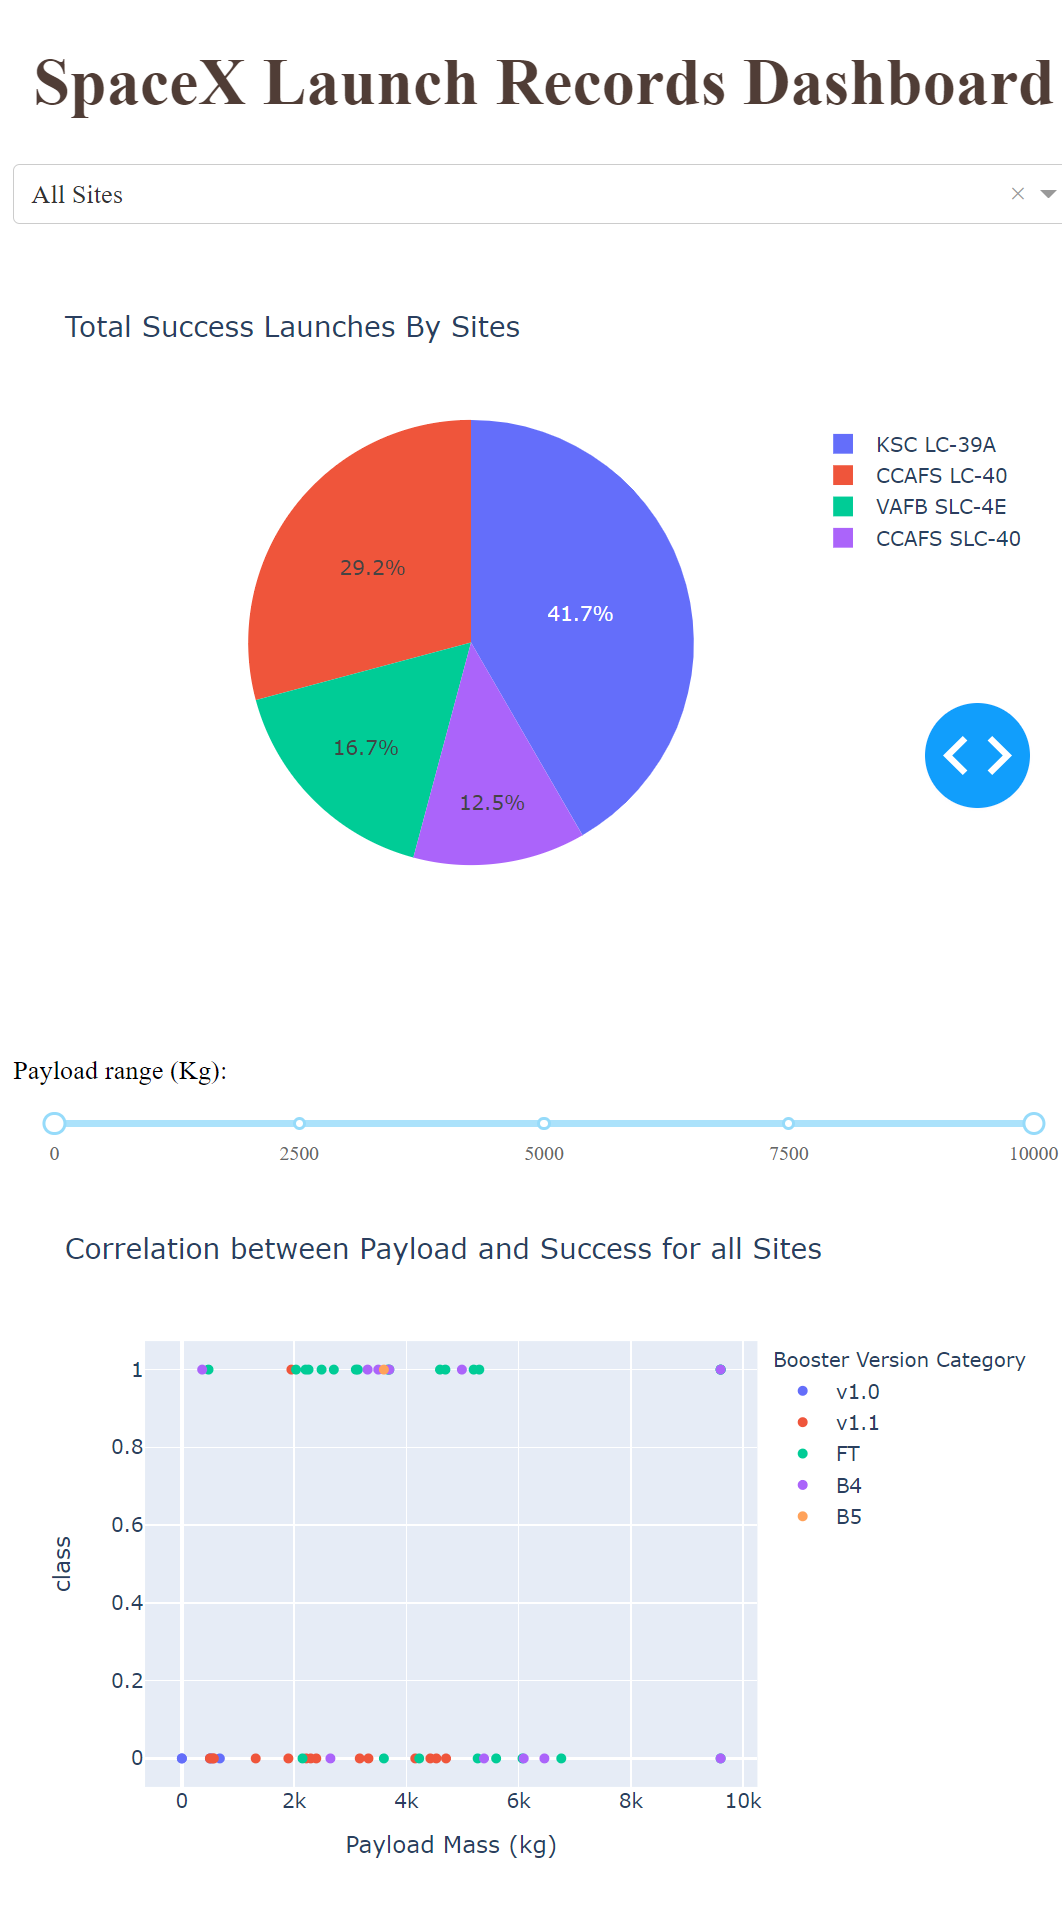 SpaceX Launch Records Dashboard
All Sites
Total Success Launches By Sites
KSC LC-39A
CCAFS LC-40
VAFB SLC-4E
CCAFS SLC-40
29.2%
41.7%
16.7%
12.5%
Payload range (Kg):
0 2500 5000 7500 10000
Correlation between Payload and Success for all Sites
Booster Version Category
v1.0
v1.1
FT
B4
B5
class
1
0.8
0.6
0.4
0.2
0
0 2k 4k 6k 8k 10k
Payload Mass (kg)